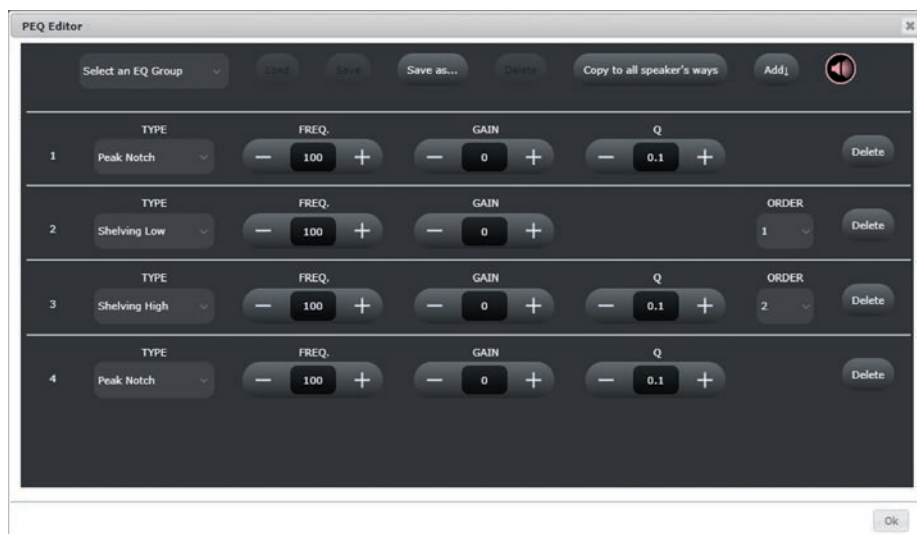 PEQ Editor
Select an EQ Group Load Save Save as... Delete Copy to all speaker's ways Add↓
TYPE FREQ. GAIN Q
1 Peak Notch — 100 + — 0 + — 0.1 + Delete
TYPE FREQ. GAIN ORDER
2 Shelving Low — 100 + — 0 + 1 Delete
TYPE FREQ. GAIN Q ORDER
3 Shelving High — 100 + — 0 + — 0.1 + 2 Delete
TYPE FREQ. GAIN Q
4 Peak Notch — 100 + — 0 + — 0.1 + Delete
Ok